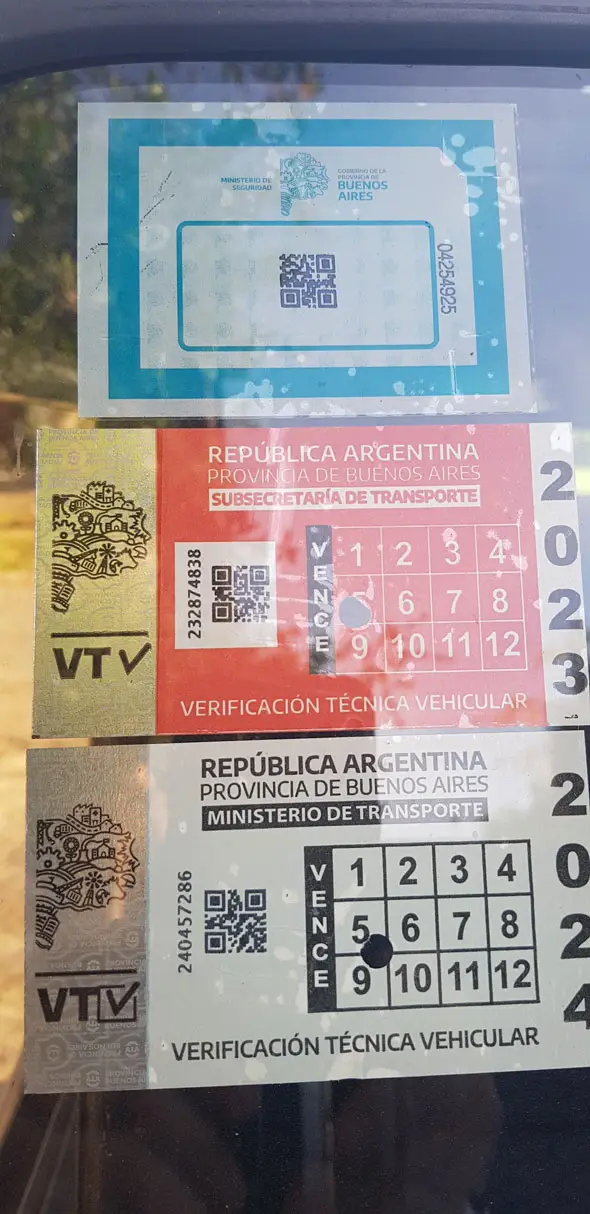 MINISTERIO DE
SEGURIDAD
GOBIERNO DE LA
PROVINCIA DE
BUENOS
AIRES
04254925
REPÚBLICA ARGENTINA
PROVINCIA DE BUENOS AIRES
SUBSECRETARÍA DE TRANSPORTE
232874838
VENCE
1 2 3 4
6 7 8
9 10 11 12
2023
VTV
VERIFICACIÓN TÉCNICA VEHICULAR
REPÚBLICA ARGENTINA
PROVINCIA DE BUENOS AIRES
MINISTERIO DE TRANSPORTE
240457286
VENCE
1 2 3 4
5 6 7 8
9 10 11 12
2024
VTV
VERIFICACIÓN TÉCNICA VEHICULAR